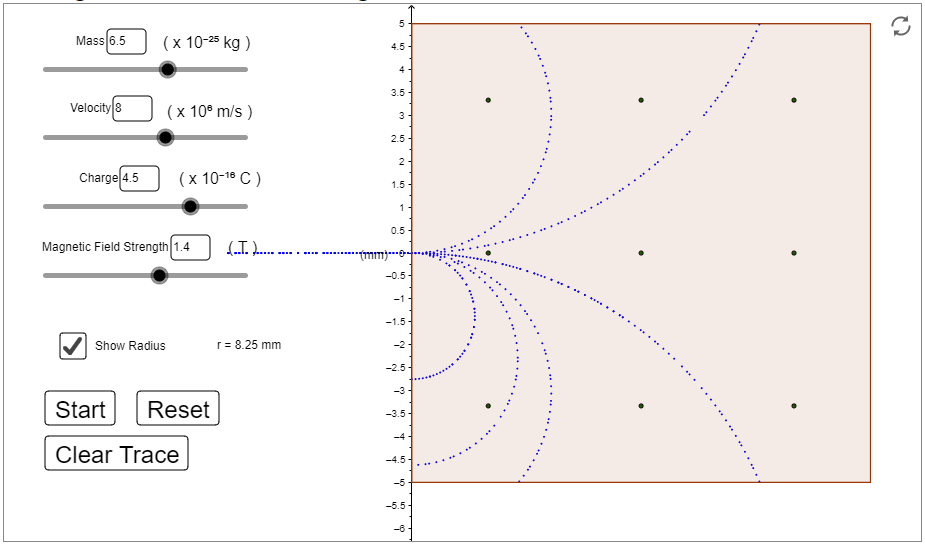 Mass 6.5 ( x 10⁻²⁵ kg )
Velocity 8 ( x 10⁶ m/s )
Charge 4.5 ( x 10⁻¹⁶ C )
Magnetic Field Strength 1.4 ( T )
Show Radius r = 8.25 mm
Start Reset
Clear Trace
5
4.5
4
3.5
3
2.5
2
1.5
1
0.5
(mm) 0
−0.5
−1
−1.5
−2
−2.5
−3
−3.5
−4
−4.5
−5
−5.5
−6